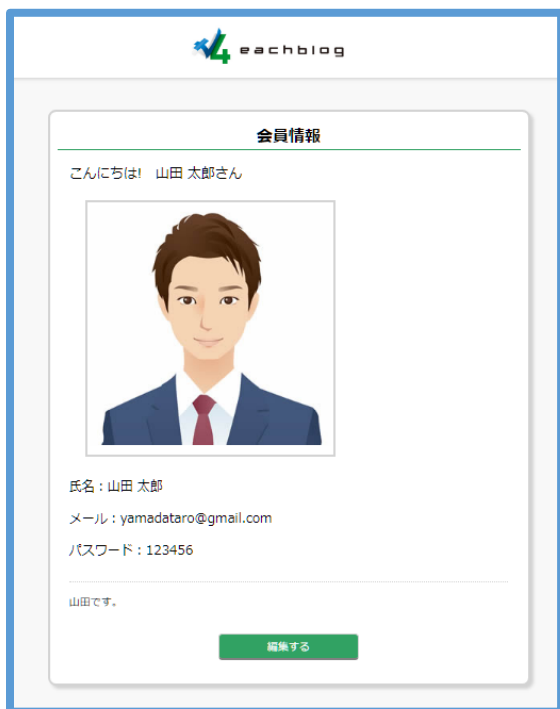 4eachblog
会員情報
こんにちは!　山田 太郎さん
氏名：山田 太郎
メール：yamadataro@gmail.com
パスワード：123456
山田です。
編集する